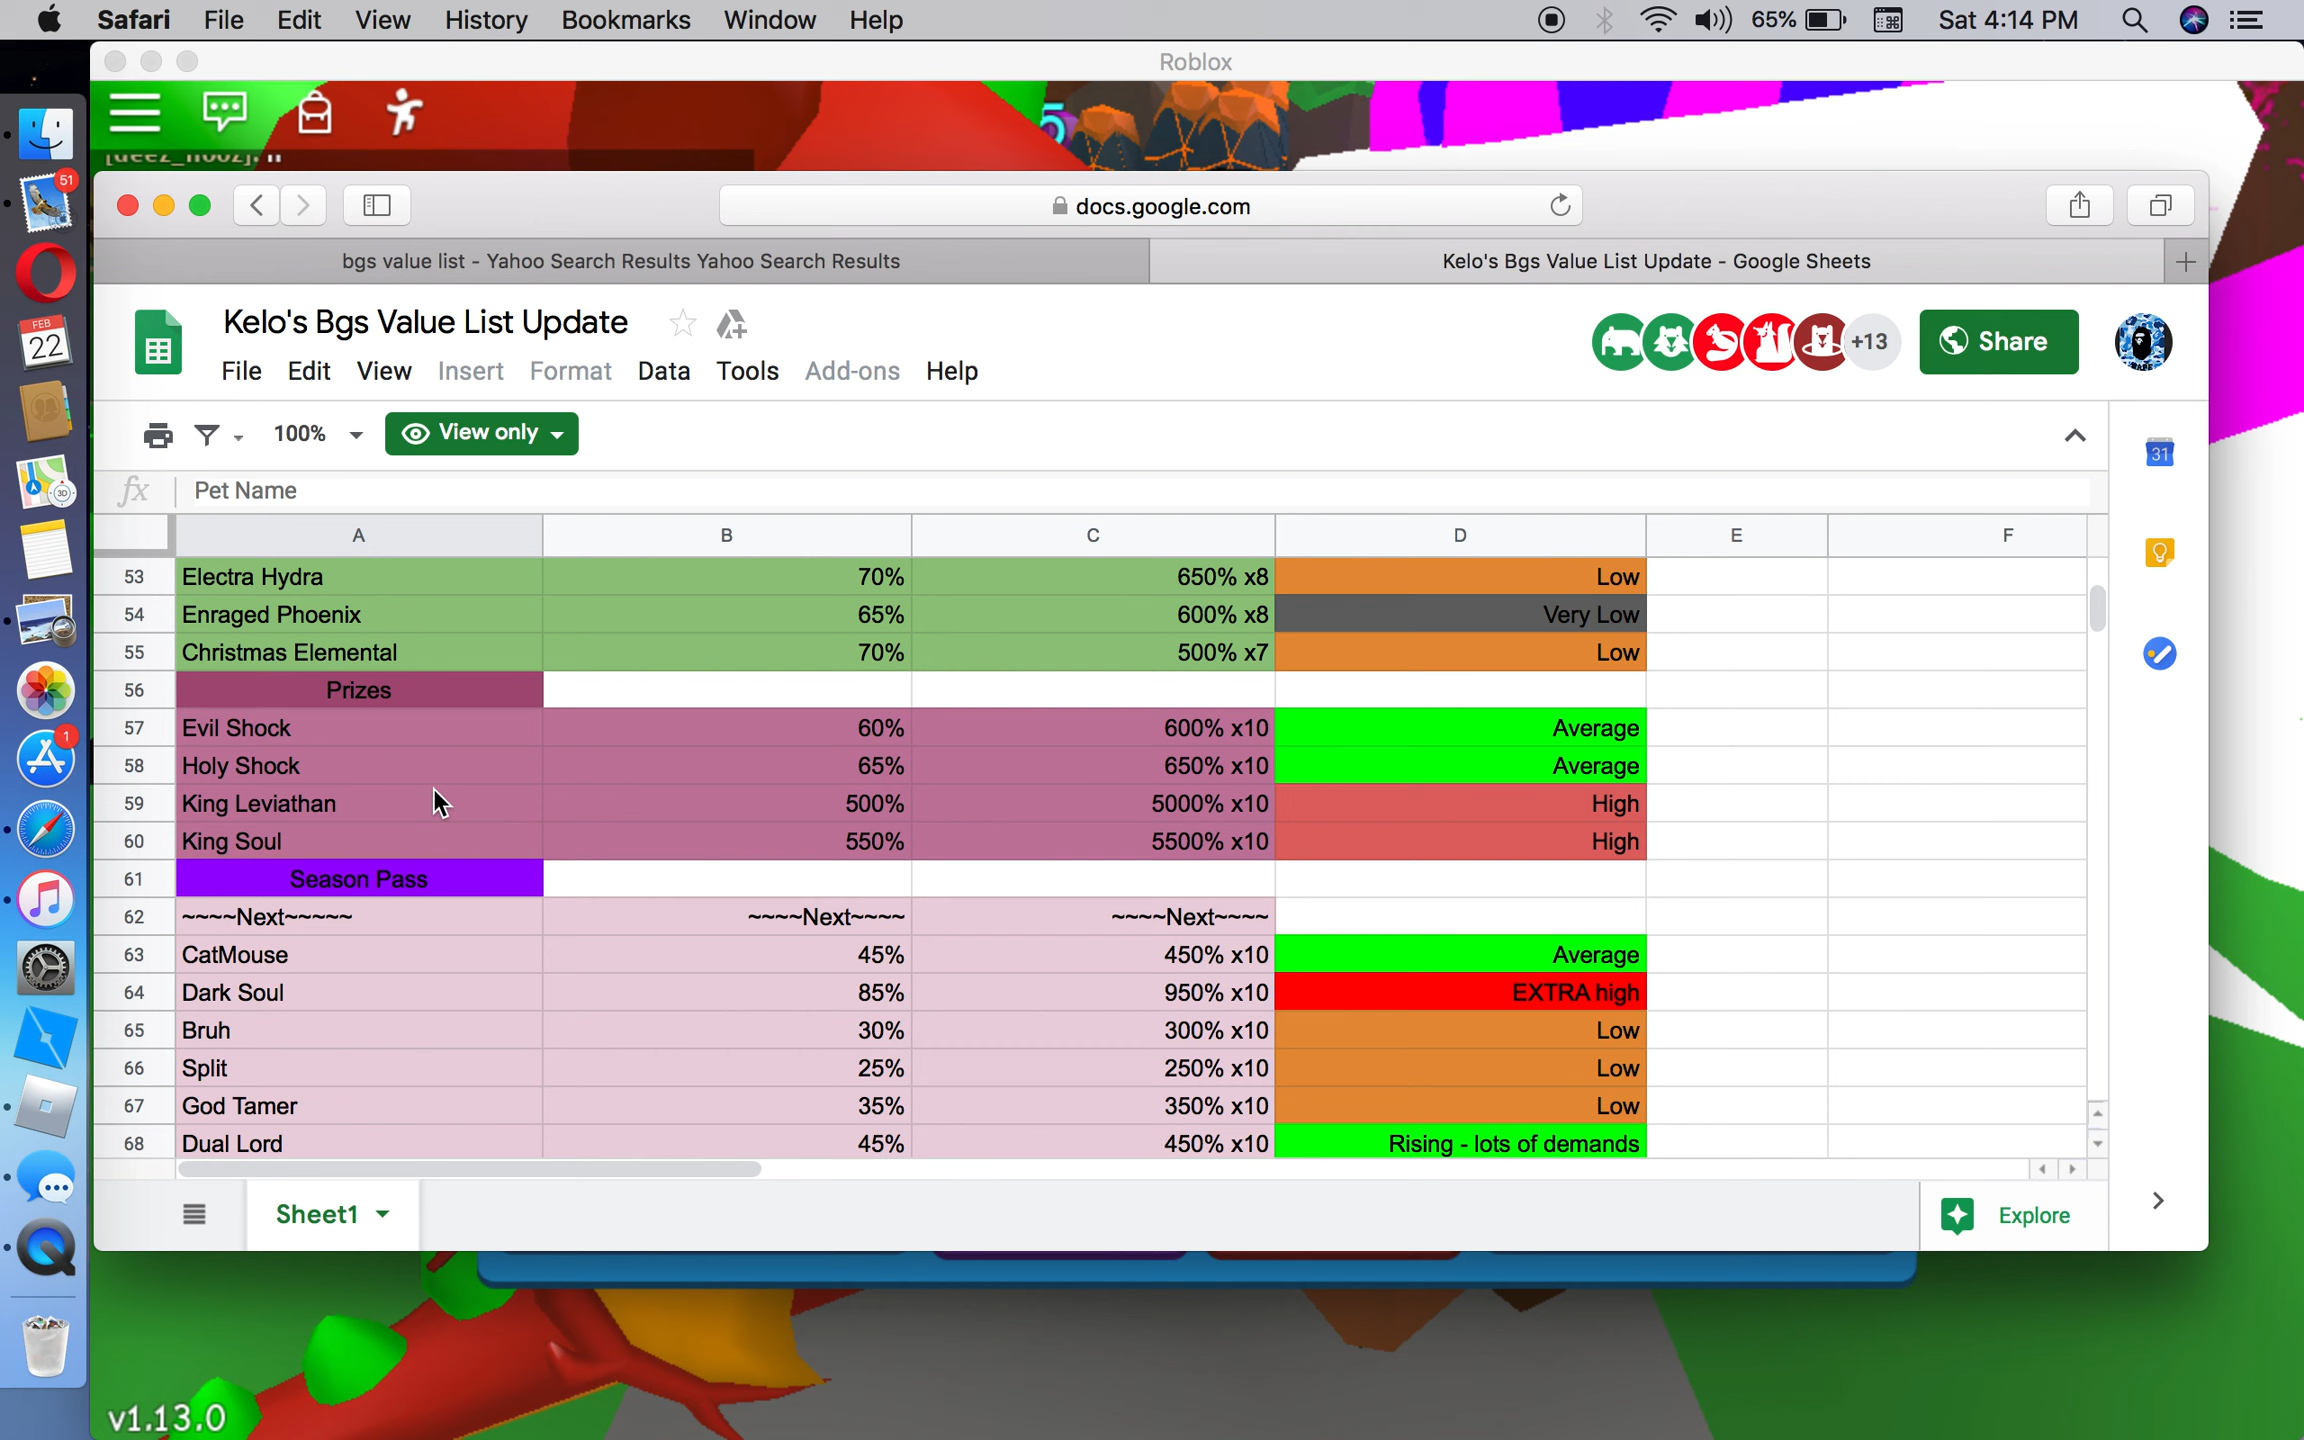 Safari File Edit View History Bookmarks Window Help 65% Sat 4:14 PM
Roblox
5
51
docs.google.com
bgs value list - Yahoo Search Results Yahoo Search Results
Kelo's Bgs Value List Update - Google Sheets
FEB
22
Kelo's Bgs Value List Update
+13
Share
File Edit View Insert Format Data Tools Add-ons Help
100%
View only
31
fx Pet Name
3D
A B C D E F
53 Electra Hydra 70% 650% x8 Low
54 Enraged Phoenix 65% 600% x8 Very Low
55 Christmas Elemental 70% 500% x7 Low
56 Prizes
57 Evil Shock 60% 600% x10 Average
1
58 Holy Shock 65% 650% x10 Average
59 King Leviathan 500% 5000% x10 High
60 King Soul 550% 5500% x10 High
61 Season Pass
62 ~~~~Next~~~~~ ~~~~Next~~~~ ~~~~Next~~~~
63 CatMouse 45% 450% x10 Average
64 Dark Soul 85% 950% x10 EXTRA high
65 Bruh 30% 300% x10 Low
66 Split 25% 250% x10 Low
67 God Tamer 35% 350% x10 Low
68 Dual Lord 45% 450% x10 Rising - lots of demands
Sheet1
Explore
v1.13.0